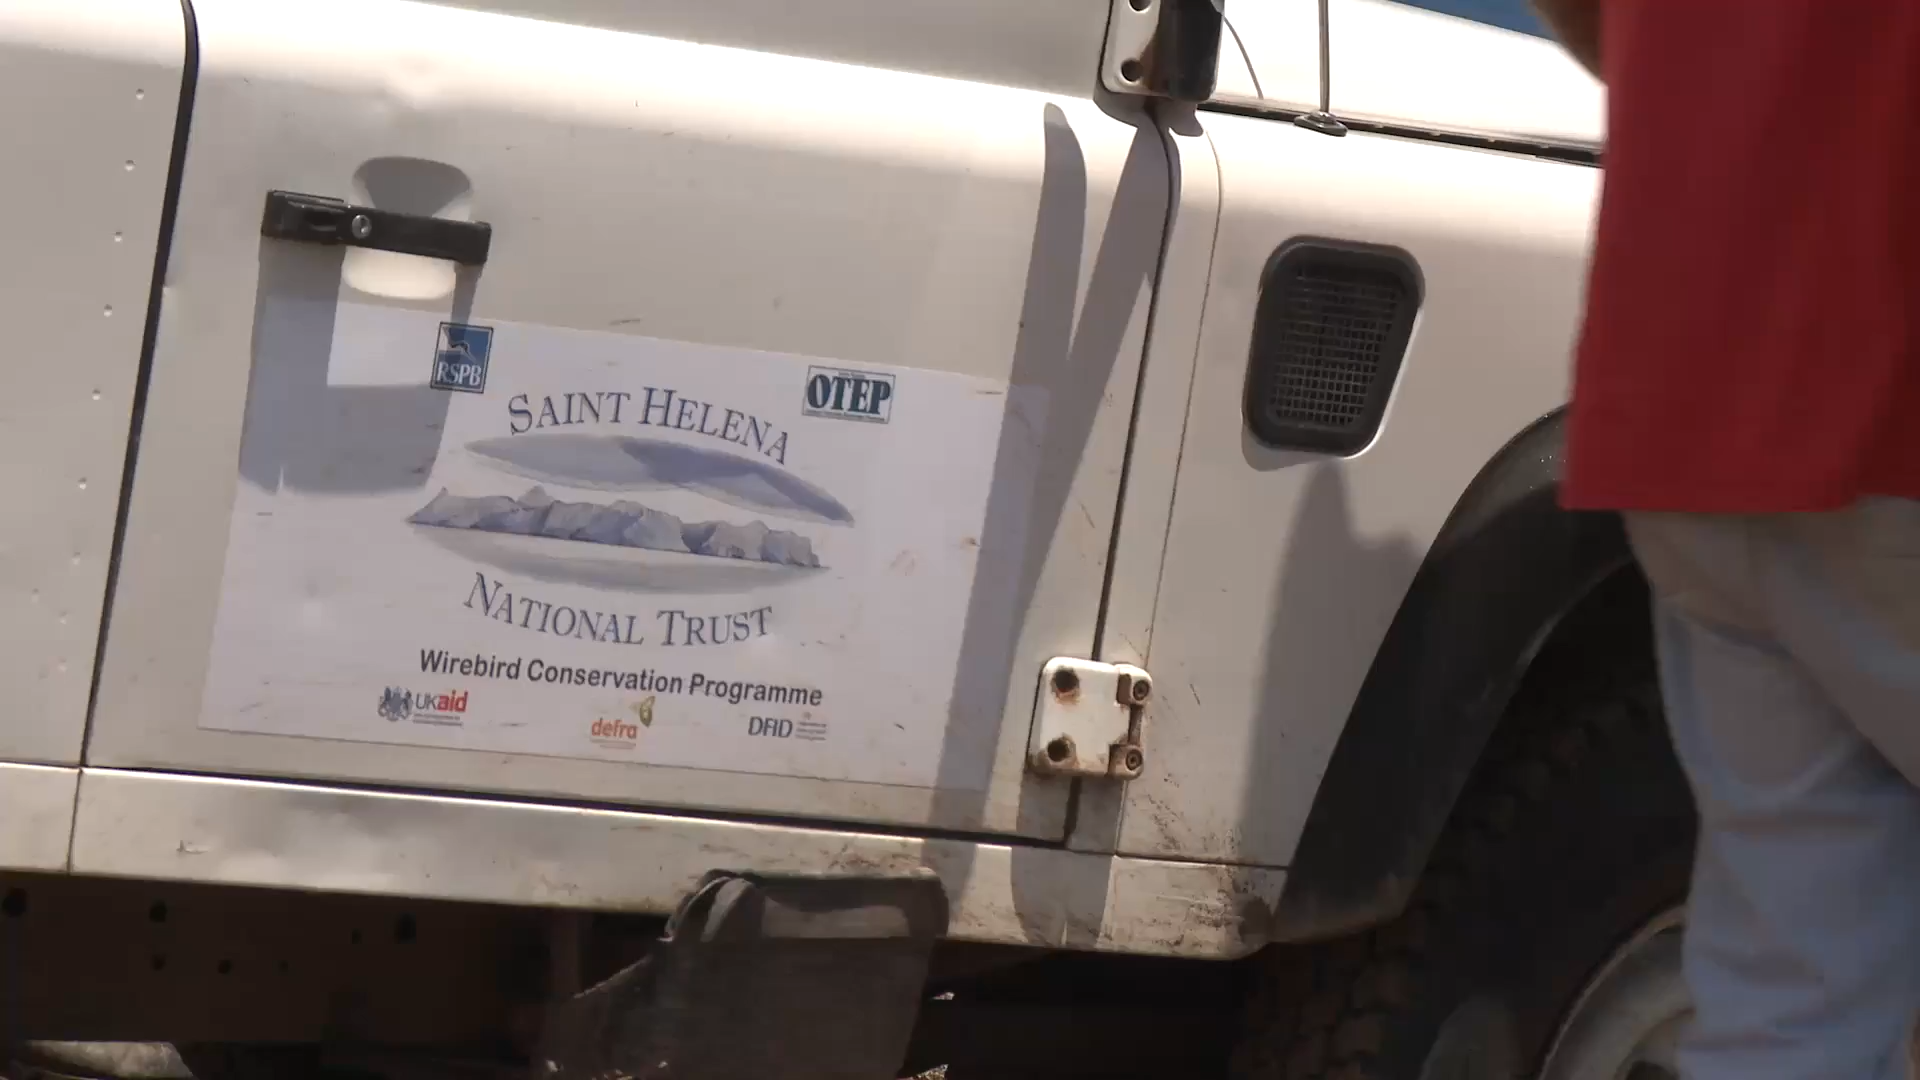 RSPB
OTEP
SAINT HELENA
NATIONAL TRUST
Wirebird Conservation Programme
UKaid
defra
DFID